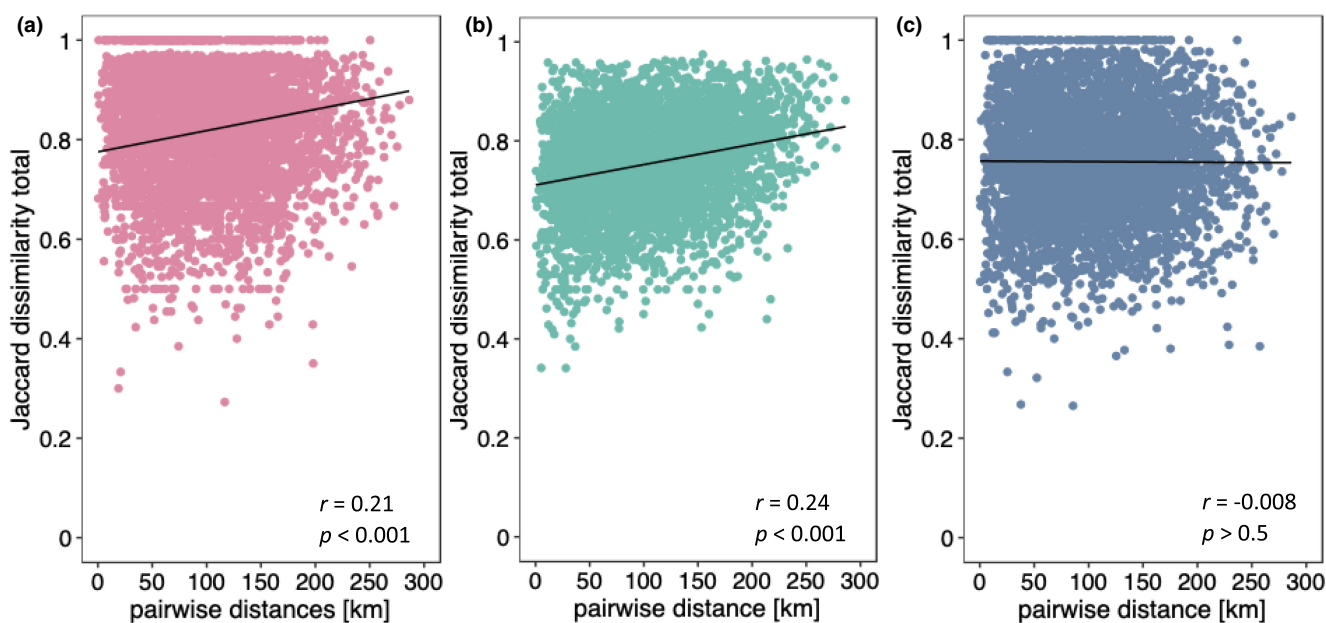 (a)
Jaccard dissimilarity total
1
0.8
0.6
0.4
0.2
0
r = 0.21
p < 0.001
0 50 100 150 200 250 300
pairwise distances [km]
(b)
Jaccard dissimilarity total
1
0.8
0.6
0.4
0.2
0
r = 0.24
p < 0.001
0 50 100 150 200 250 300
pairwise distance [km]
(c)
Jaccard dissimilarity total
1
0.8
0.6
0.4
0.2
0
r = -0.008
p > 0.5
0 50 100 150 200 250 300
pairwise distance [km]